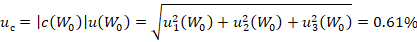 u_c = |c(W_0)|u(W_0) = √(u_1^2(W_0) + u_2^2(W_0) + u_3^2(W_0)) = 0.61%